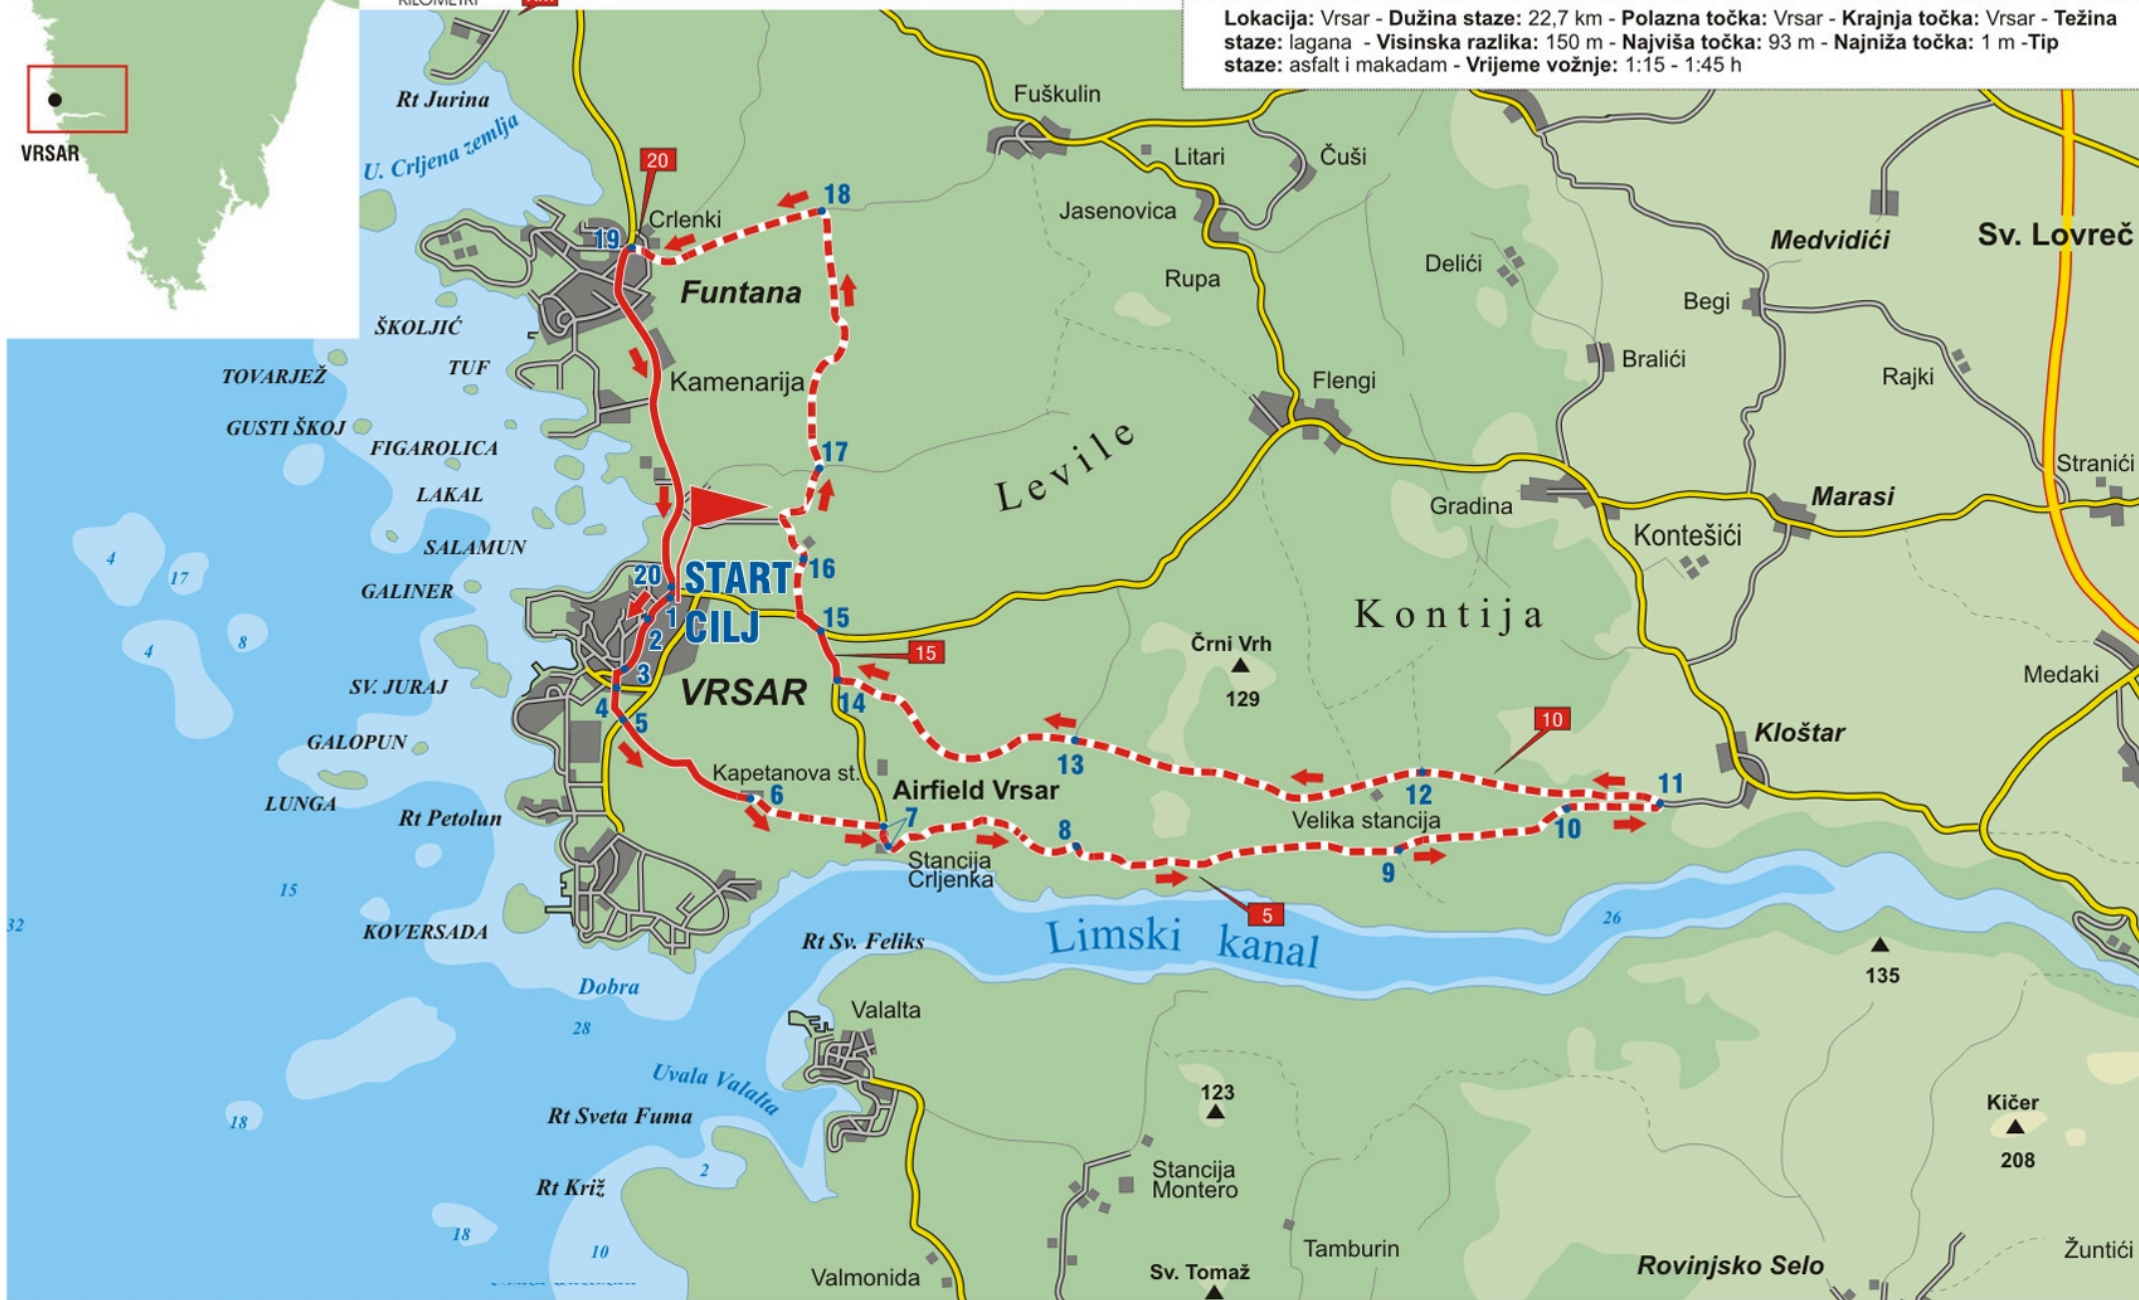 KILOMETRI
Lokacija: Vrsar - Dužina staze: 22,7 km - Polazna točka: Vrsar - Krajnja točka: Vrsar - Težina
staze: lagana - Visinska razlika: 150 m - Najviša točka: 93 m - Najniža točka: 1 m -Tip
staze: asfalt i makadam - Vrijeme vožnje: 1:15 - 1:45 h
VRSAR
Rt Jurina
U. Crljena zemlja
Fuškulin
Litari
Čuši
20
Crlenki
18
Jasenovica
19
Funtana
Rupa
Delići
Medvidići
Sv. Lovreč
Begi
ŠKOLJIĆ
TOVARJEŽ
TUF
Kamenarija
Flengi
Bralići
Rajki
GUSTI ŠKOJ
FIGAROLICA
17
Levile
Stranići
LAKAL
Gradina
Marasi
SALAMUN
Kontešići
4
17
GALINER
20
START
16
1
CILJ
2
15
Kontija
8
4
15
Črni Vrh
129
3
SV. JURAJ
VRSAR
14
4
5
Medaki
GALOPUN
10
Kloštar
13
Kapetanova st.
6
Airfield Vrsar
12
11
LUNGA
Rt Petolun
7
8
Velika stancija
10
Stancija
Crljenka
9
15
5
26
32
KOVERSADA
Rt Sv. Feliks
Limski kanal
135
Dobra
28
Valalta
Uvala Valalta
123
Kičer
208
18
Rt Sveta Fuma
2
Stancija
Montero
Rt Križ
18
10
Tamburin
Valmonida
Sv. Tomaž
Rovinjsko Selo
Žuntići